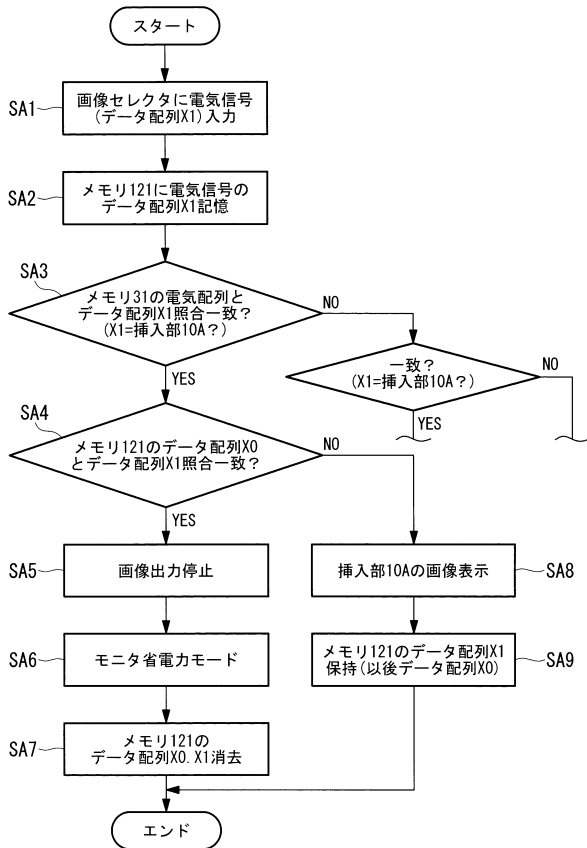 スタート
SA1
画像セレクタに電気信号
(データ配列X1)入力
SA2
メモリ121に電気信号の
データ配列X1記憶
SA3
メモリ31の電気配列と
データ配列X1照合一致?
(X1=挿入部10A?)
NO
YES
一致?
(X1=挿入部10A?)
NO
YES
SA4
メモリ121のデータ配列X0
とデータ配列X1照合一致?
NO
YES
SA5
画像出力停止
挿入部10Aの画像表示
SA8
SA6
モニタ省電力モード
メモリ121のデータ配列X1
保持(以後データ配列X0)
SA9
SA7
メモリ121の
データ配列X0.X1消去
エンド